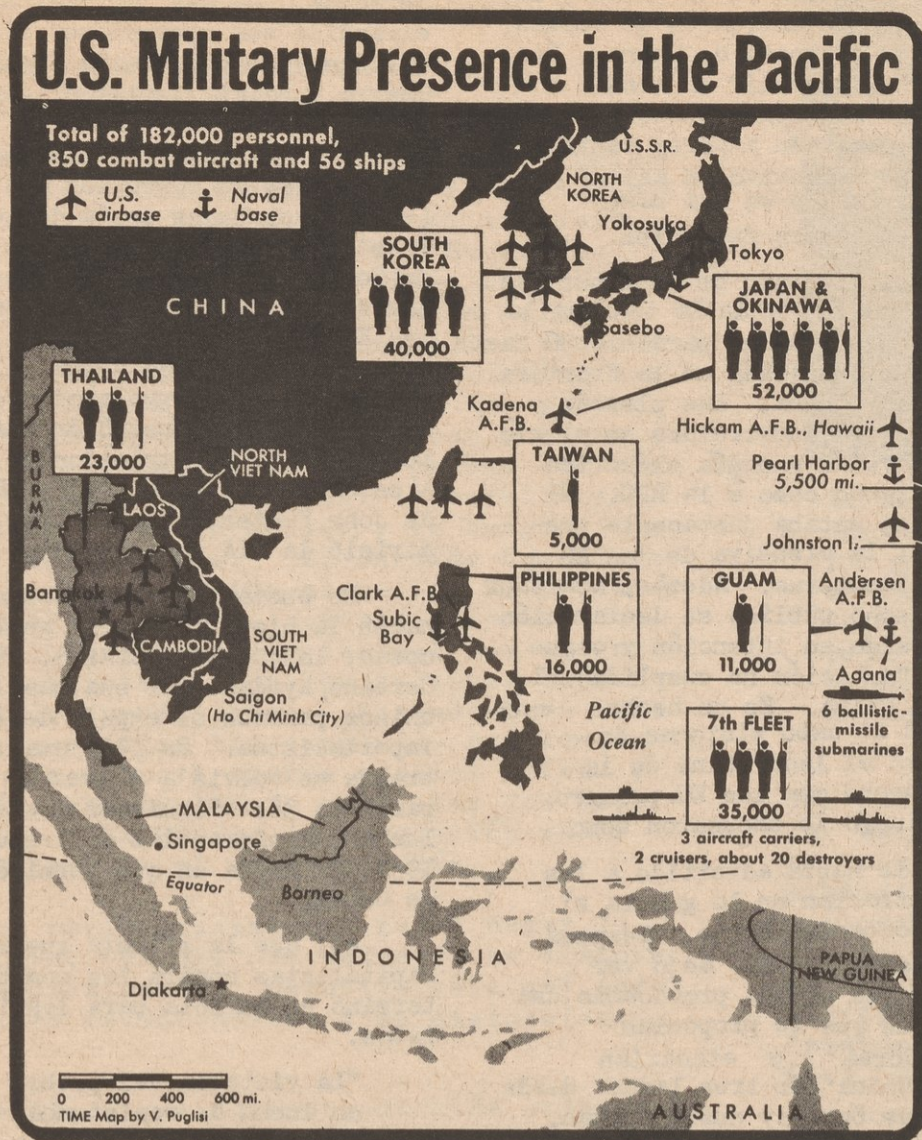 U.S. Military Presence in the Pacific
Total of 182,000 personnel,
850 combat aircraft and 56 ships
U.S.
airbase
Naval
base
U.S.S.R.
NORTH
KOREA
Yokosuka
Tokyo
SOUTH
KOREA
40,000
CHINA
JAPAN &
OKINAWA
52,000
Sasebo
THAILAND
23,000
Kadena
A.F.B.
Hickam A.F.B., Hawaii
Pearl Harbor
5,500 mi.
Johnston I.
BURMA
NORTH
VIET NAM
LAOS
TAIWAN
5,000
Bangkok
Clark A.F.B.
Subic
Bay
PHILIPPINES
16,000
GUAM
11,000
Andersen
A.F.B.
Agana
6 ballistic-
missile
submarines
CAMBODIA
SOUTH
VIET
NAM
Saigon
(Ho Chi Minh City)
Pacific
Ocean
7th FLEET
35,000
3 aircraft carriers,
2 cruisers, about 20 destroyers
MALAYSIA
Singapore
Equator
Borneo
INDONESIA
PAPUA
NEW GUINEA
Djakarta
0 200 400 600 mi.
TIME Map by V. Puglisi
AUSTRALIA